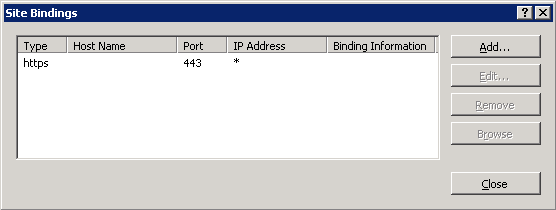 Site Bindings
Type Host Name Port IP Address Binding Information
https 443 *
Add...
Edit...
Remove
Browse
Close